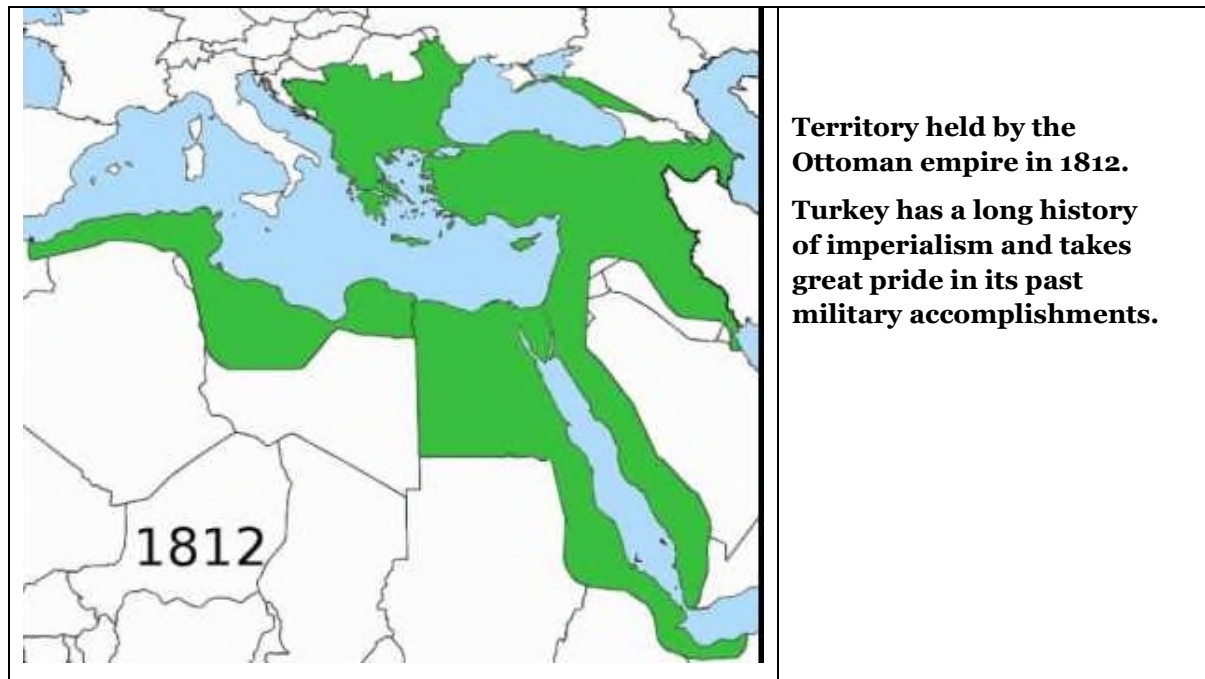 1812
Territory held by the
Ottoman empire in 1812.
Turkey has a long history
of imperialism and takes
great pride in its past
military accomplishments.